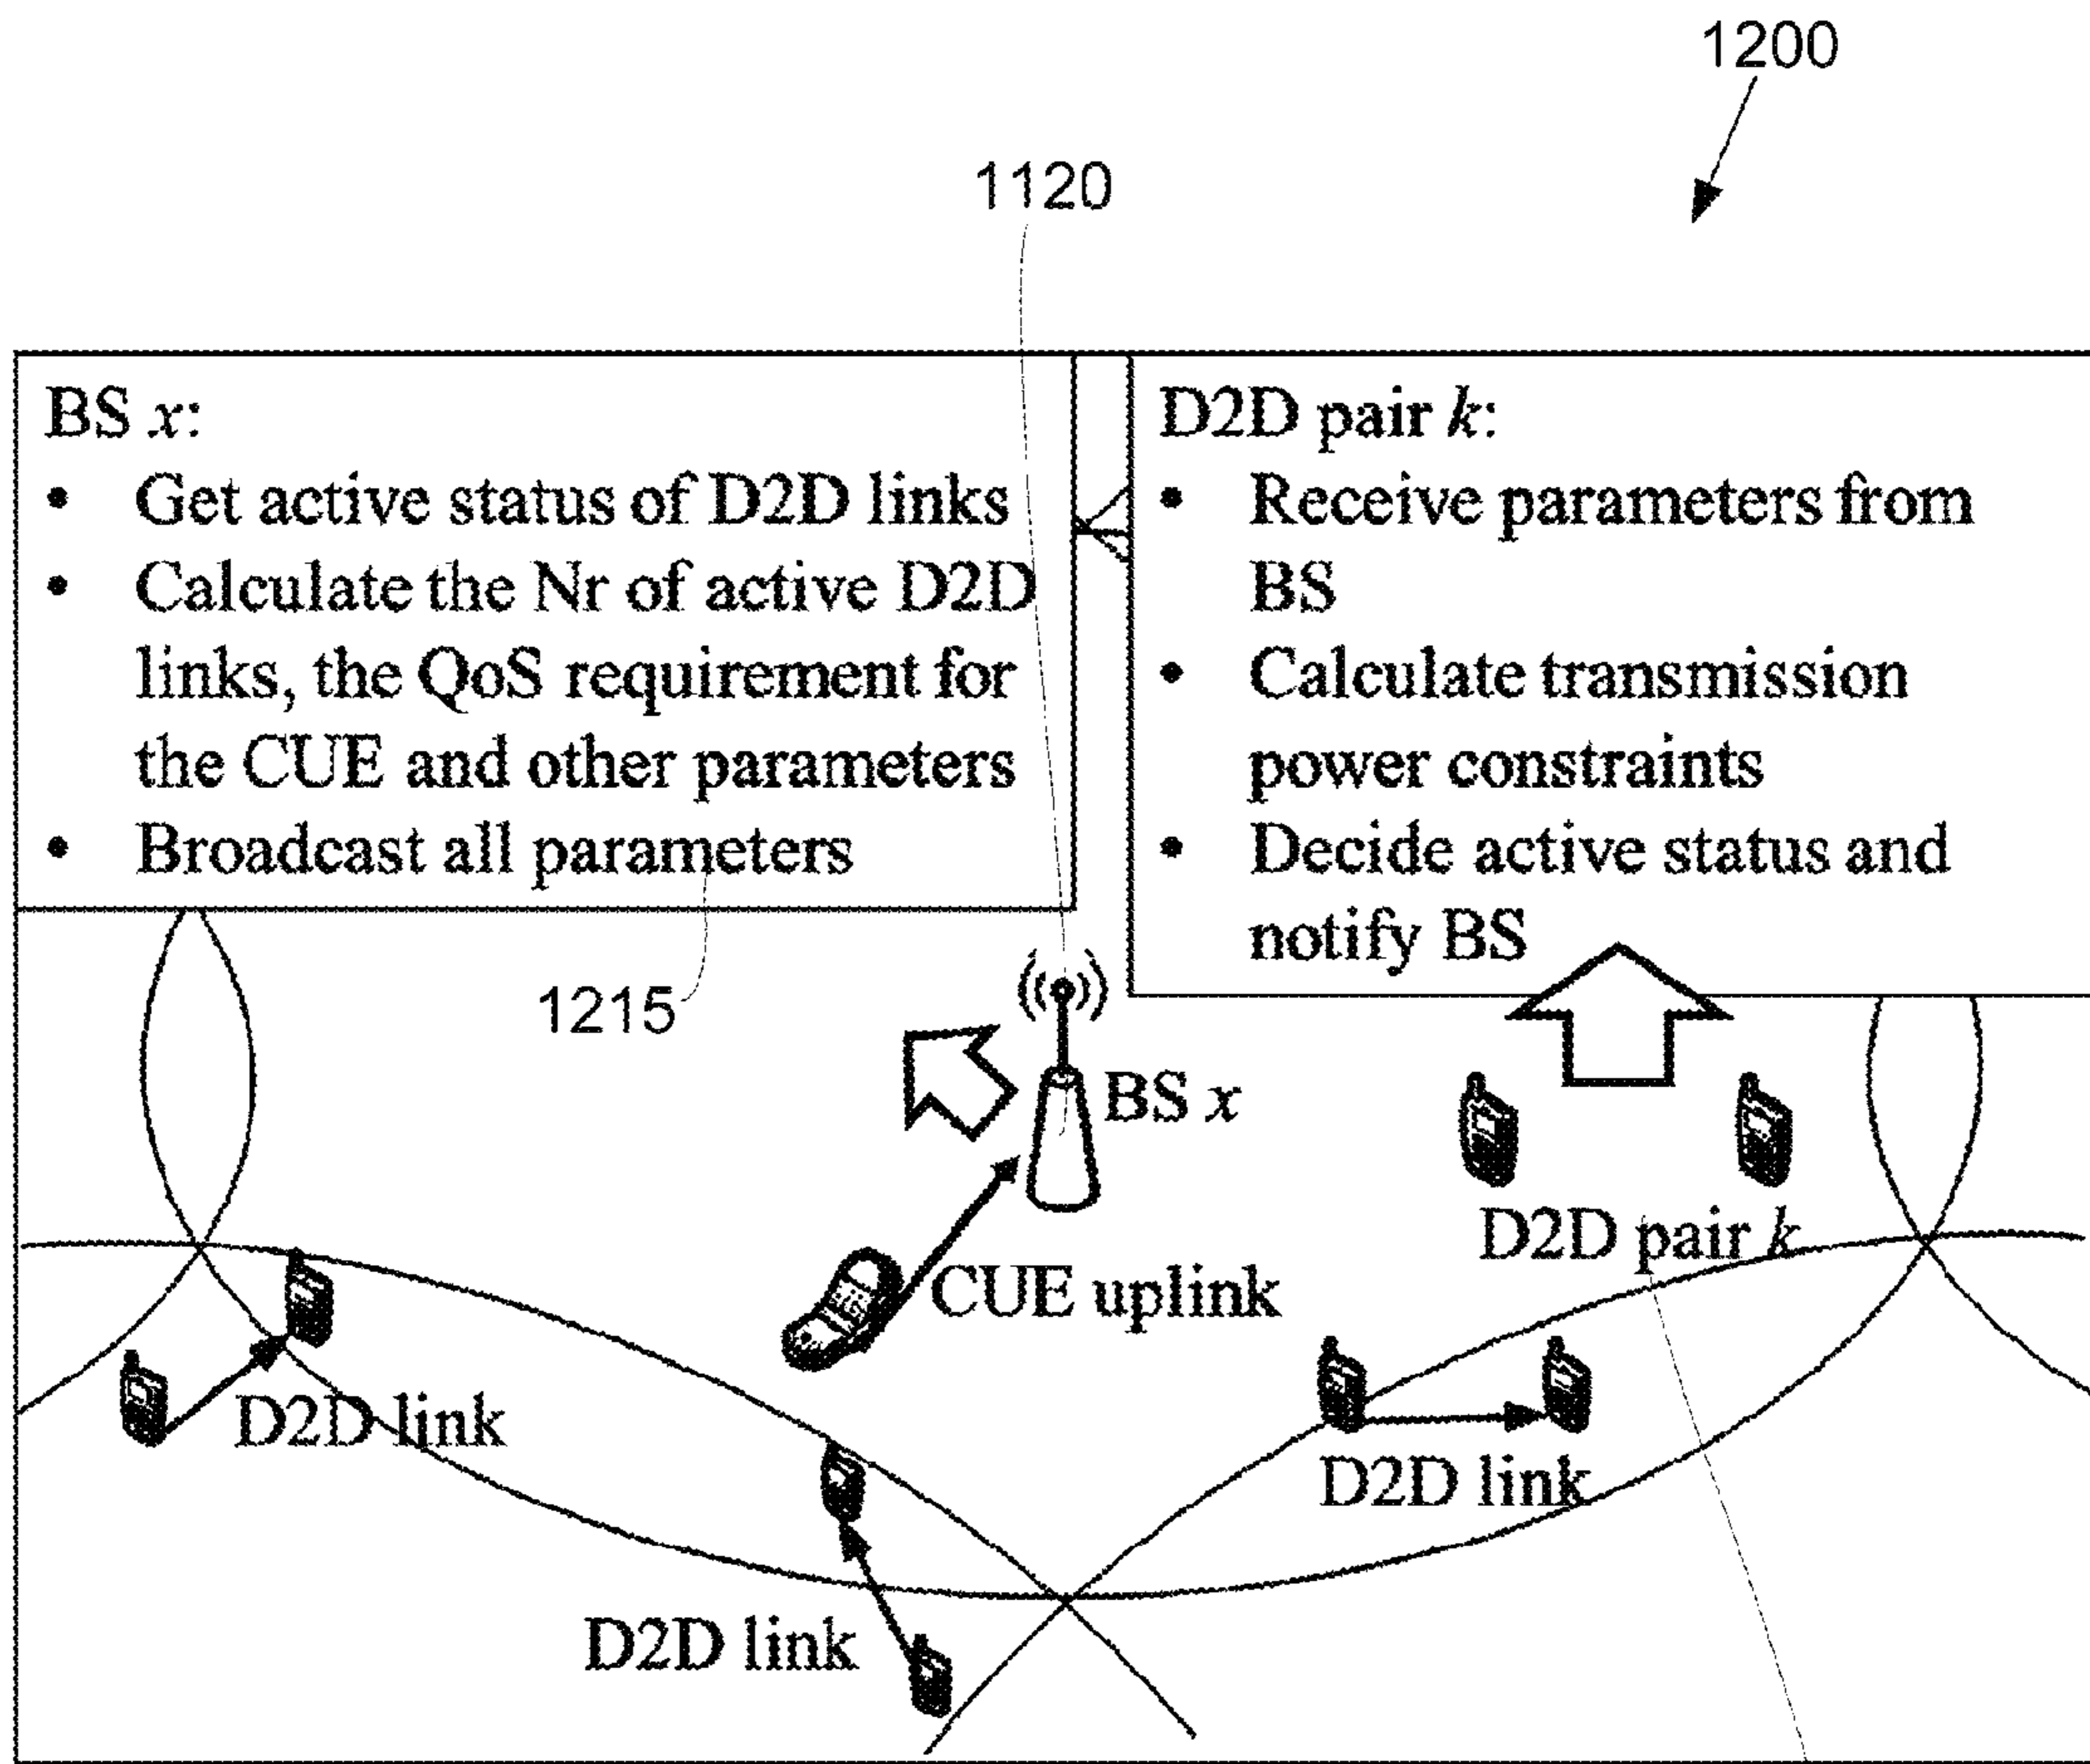 1200
1120
BS x:
• Get active status of D2D links
• Calculate the Nr of active D2D
links, the QoS requirement for
the CUE and other parameters
• Broadcast all parameters
D2D pair k:
• Receive parameters from
BS
• Calculate transmission
power constraints
• Decide active status and
notify BS
1215
BS x
D2D pair k
CUE uplink
D2D link
D2D link
D2D link